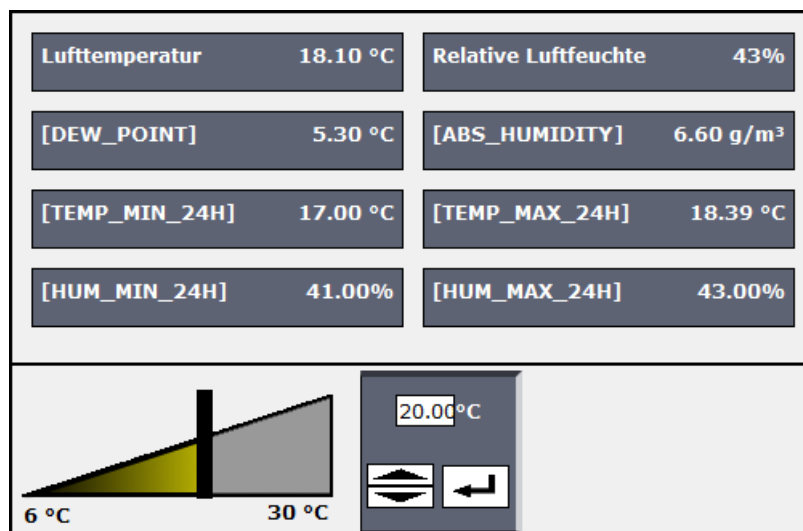 Lufttemperatur 18.10 °C Relative Luftfeuchte 43%
[DEW_POINT] 5.30 °C [ABS_HUMIDITY] 6.60 g/m³
[TEMP_MIN_24H] 17.00 °C [TEMP_MAX_24H] 18.39 °C
[HUM_MIN_24H] 41.00% [HUM_MAX_24H] 43.00%
20.00°C
6 °C 30 °C